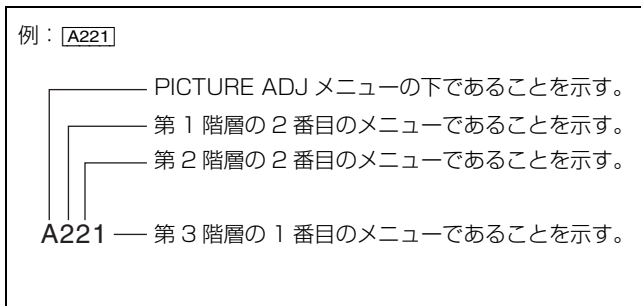 例：A221
PICTURE ADJ メニューの下であることを示す。
第 1 階層の 2 番目のメニューであることを示す。
第 2 階層の 2 番目のメニューであることを示す。
A221 第 3 階層の 1 番目のメニューであることを示す。